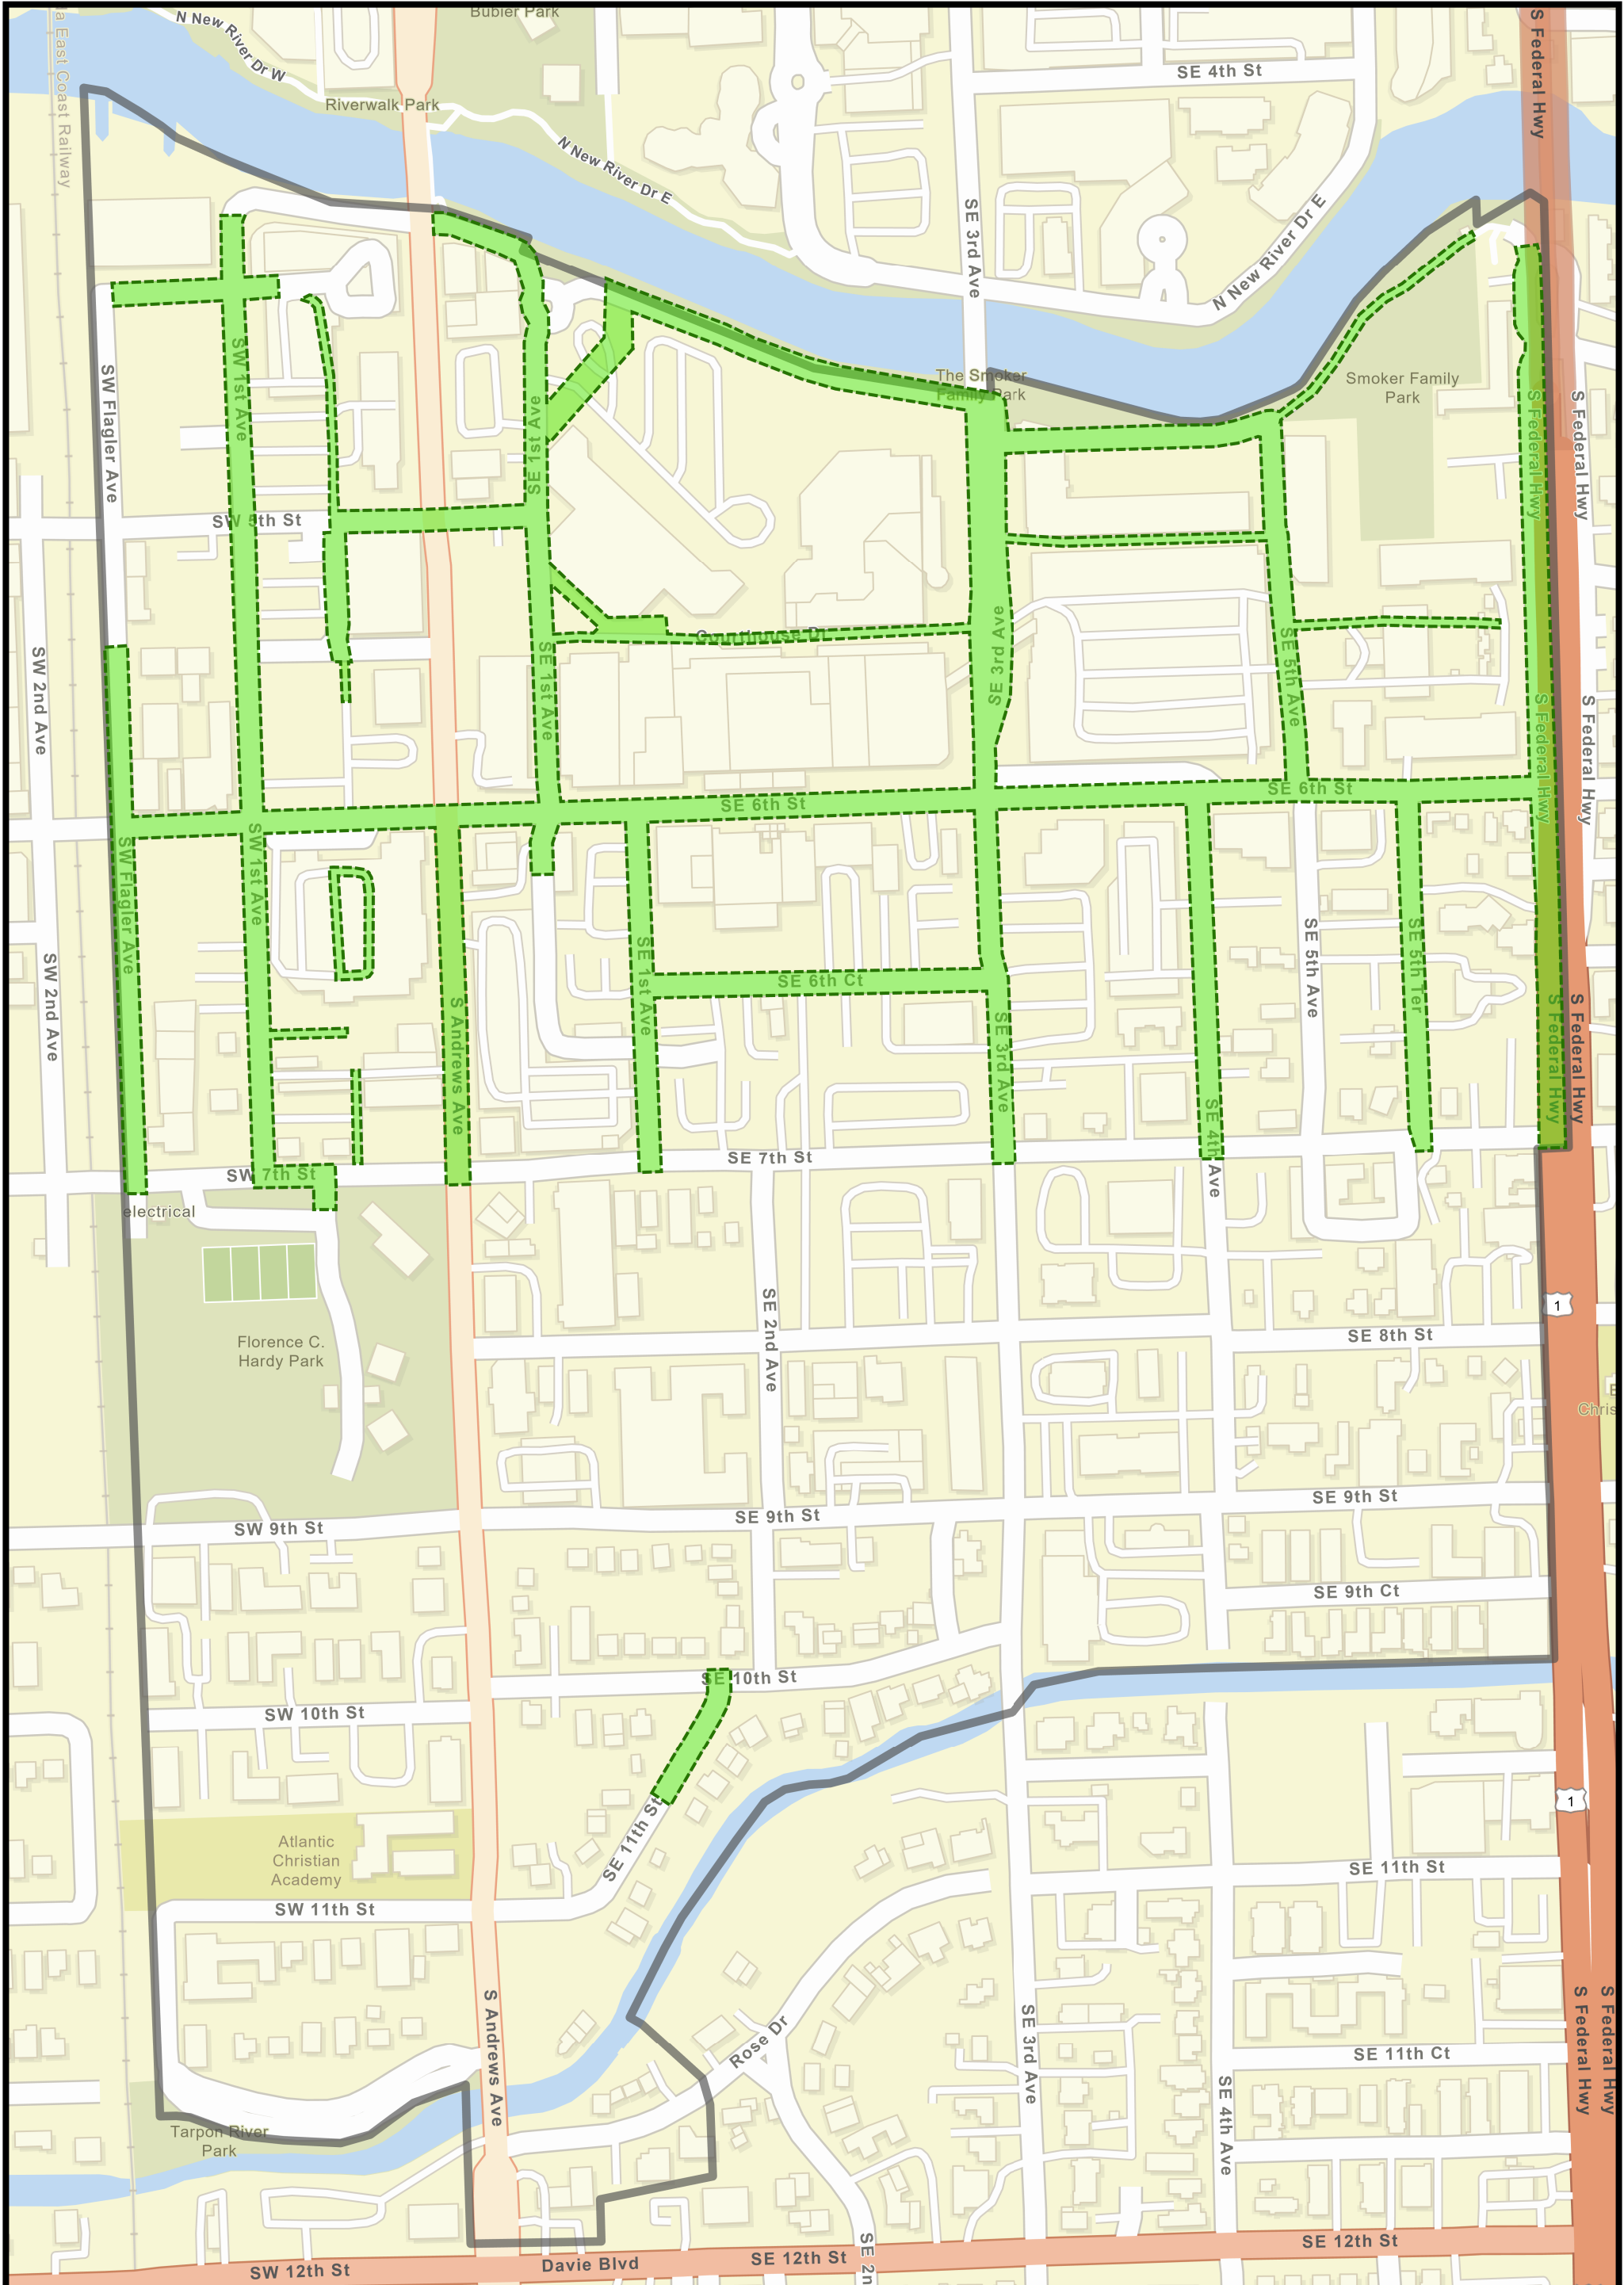 Bubier Park
N New River Dr W
S Federal Hwy
SE 4th St
la East Coast Railway
Riverwalk Park
N New River Dr E
SE 3rd Ave
N New River Dr E
SW 1st Ave
SW Flagler Ave
The Smoker
Family Park
Smoker Family
Park
SE 1st Ave
S Federal Hwy
S Federal Hwy
SW 5th St
SE 3rd Ave
Courthouse Dr
SE 5th Ave
SW 2nd Ave
SE 1st Ave
S Federal Hwy
S Federal Hwy
SE 6th St
SE 6th St
SW 1st Ave
SW Flagler Ave
SE 1st Ave
SE 5th Ave
SE 5th Ter
SW 2nd Ave
SE 6th Ct
S Andrews Ave
SE 3rd Ave
S Federal Hwy
S Federal Hwy
SE 4th Ave
SE 7th St
SW 7th St
electrical
SE 2nd Ave
1
Florence C.
Hardy Park
SE 8th St
Chris
SE 9th St
SE 9th St
SW 9th St
SE 9th Ct
SE 10th St
SW 10th St
1
SE 11th St
Atlantic
Christian
Academy
SE 11th St
SW 11th St
S Andrews Ave
SE 3rd Ave
S Federal Hwy
S Federal Hwy
Rose Dr
SE 11th Ct
SE 4th Ave
Tarpon River
Park
SE 12th St
SE 2n
SE 12th St
Davie Blvd
SW 12th St